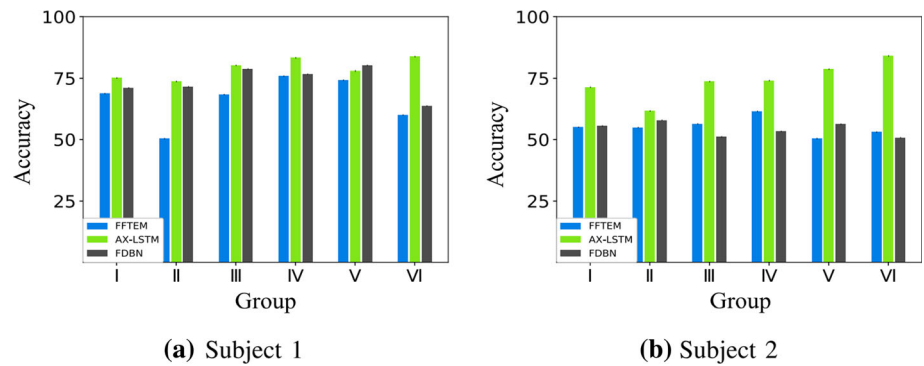 100
75
50
25
Accuracy
FFTEM
AX-LSTM
FDBN
I II III IV V VI
Group
(a) Subject 1
100
75
50
25
Accuracy
FFTEM
AX-LSTM
FDBN
I II III IV V VI
Group
(b) Subject 2